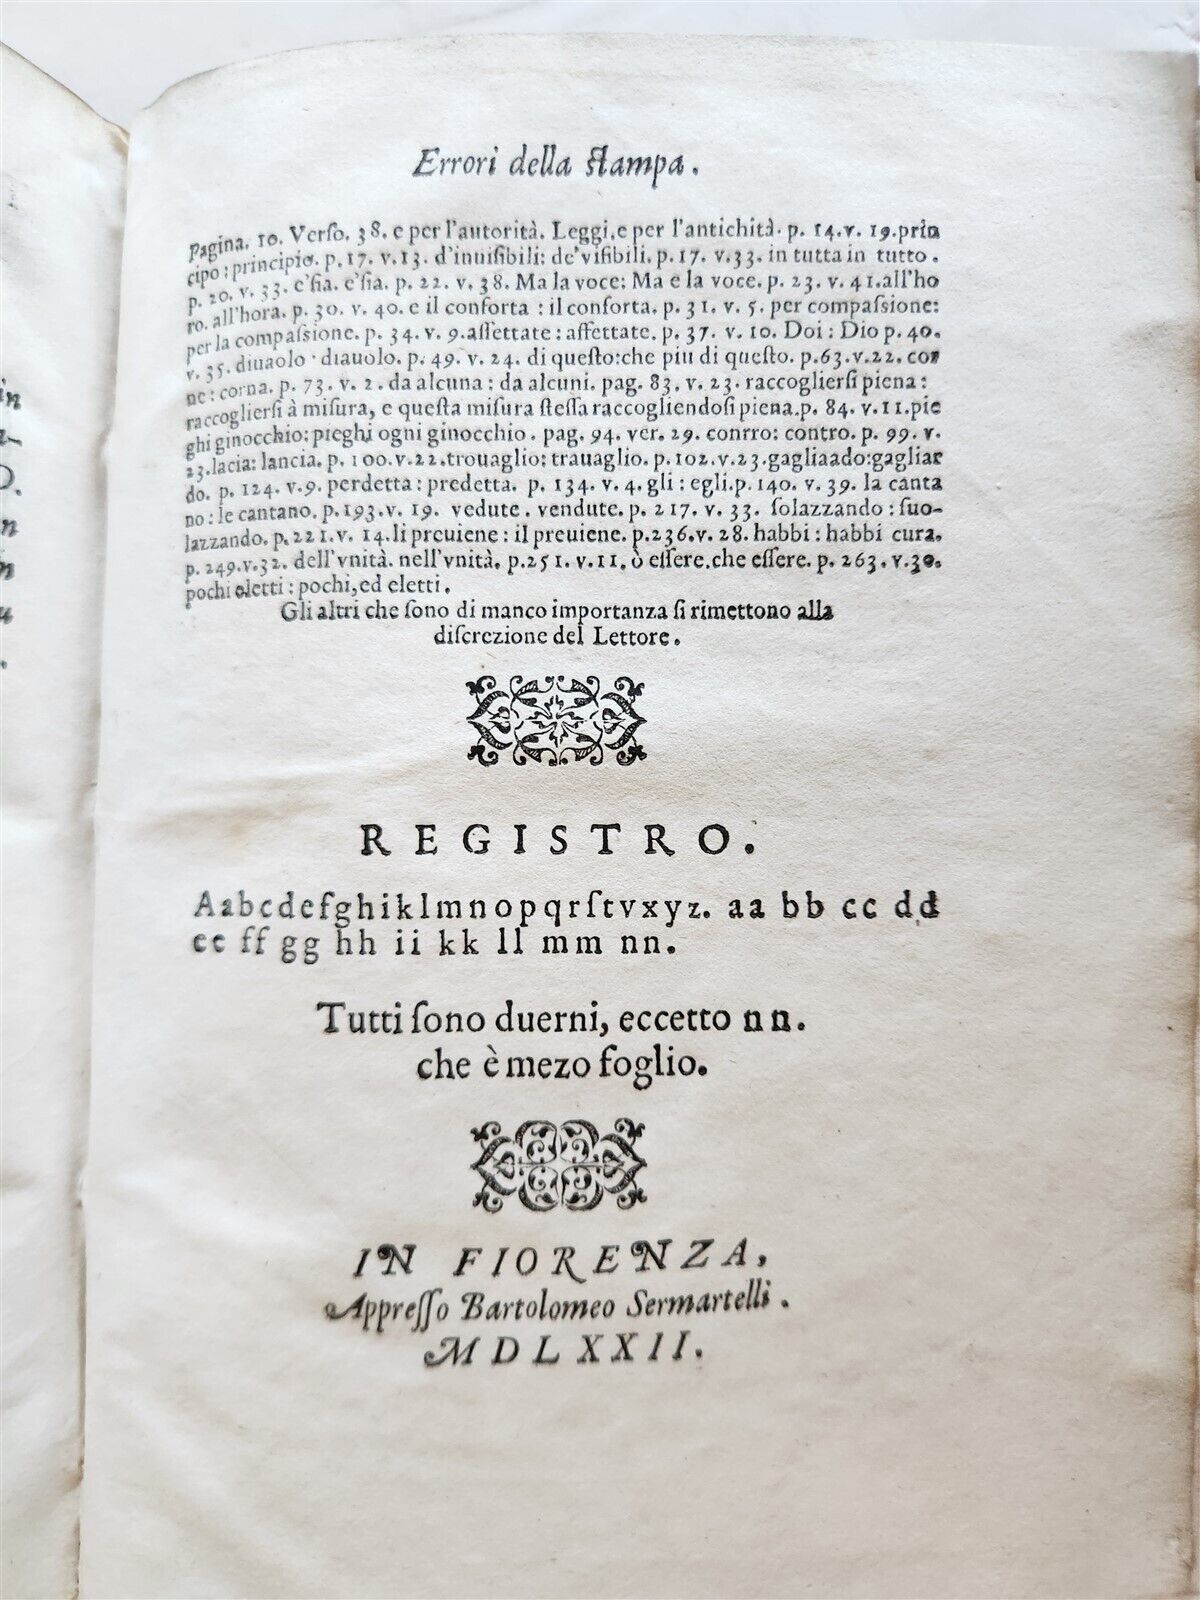 Errori della stampa.
Pagina. 10. Verſo. 38. e per l'autorità. Leggi, e per l'antichità. p. 14. v. 19. prin
cipo: principio. p. 17. v. 13. d'inuiſibili: de'viſibili. p. 17. v. 33. in tutta in tutto.
p. 20. v. 33. e'ſia. e'ſia. p. 22. v. 38. Ma la voce: Ma e la voce. p. 23. v. 41. all'ho
ro. all'hora. p. 30. v. 40. e il conforta: il conforta. p. 31. v. 5. per compaſsione:
per la compaſsione. p. 34. v. 9. aſſettate: affettate. p. 37. v. 10. Doi: Dio p. 40.
v. 35. diuaolo. diauolo. p. 49. v. 24. di queſto: che piu di queſto. p. 63. v. 22. cor
ne: corna. p. 73. v. 2. da alcuna: da alcuni. pag. 83. v. 23. raccoglierſi piena:
raccoglierſi à miſura, e queſta miſura ſteſſa raccogliendoſi piena. p. 84. v. 11. pie
ghi ginocchio: pieghi ogni ginocchio. pag. 94. ver. 29. conrro: contro. p. 99. v.
23. lacia: lancia. p. 100. v. 22. trouaglio: trauaglio. p. 102. v. 23. gagliaado: gagliar
do. p. 124. v. 9. perdetta: predetta. p. 134. v. 4. gli: egli. p. 140. v. 39. la canta
no: le cantano. p. 193. v. 19. vedute. vendute. p. 217. v. 33. ſolazzando: ſuo-
lazzando. p. 221. v. 14. li preuiene: il preuiene. p. 236. v. 28. habbi: habbi cura.
p. 249. v. 32. dell'vnità. nell'vnità. p. 251. v. 11. ò eſſere. che eſſere. p. 263. v. 30.
pochi eletti: pochi, ed eletti.
Gli altri che ſono di manco importanza ſi rimettono alla
diſcrezione del Lettore.
REGISTRO.
Aabcdefghiklmnopqrſtvxyz. aa bb cc dd
ee ff gg hh ii kk ll mm nn.
Tutti ſono duerni, eccetto nn.
che è mezo foglio.
IN FIORENZA,
Appreſſo Bartolomeo Sermartelli.
MDLXXII.